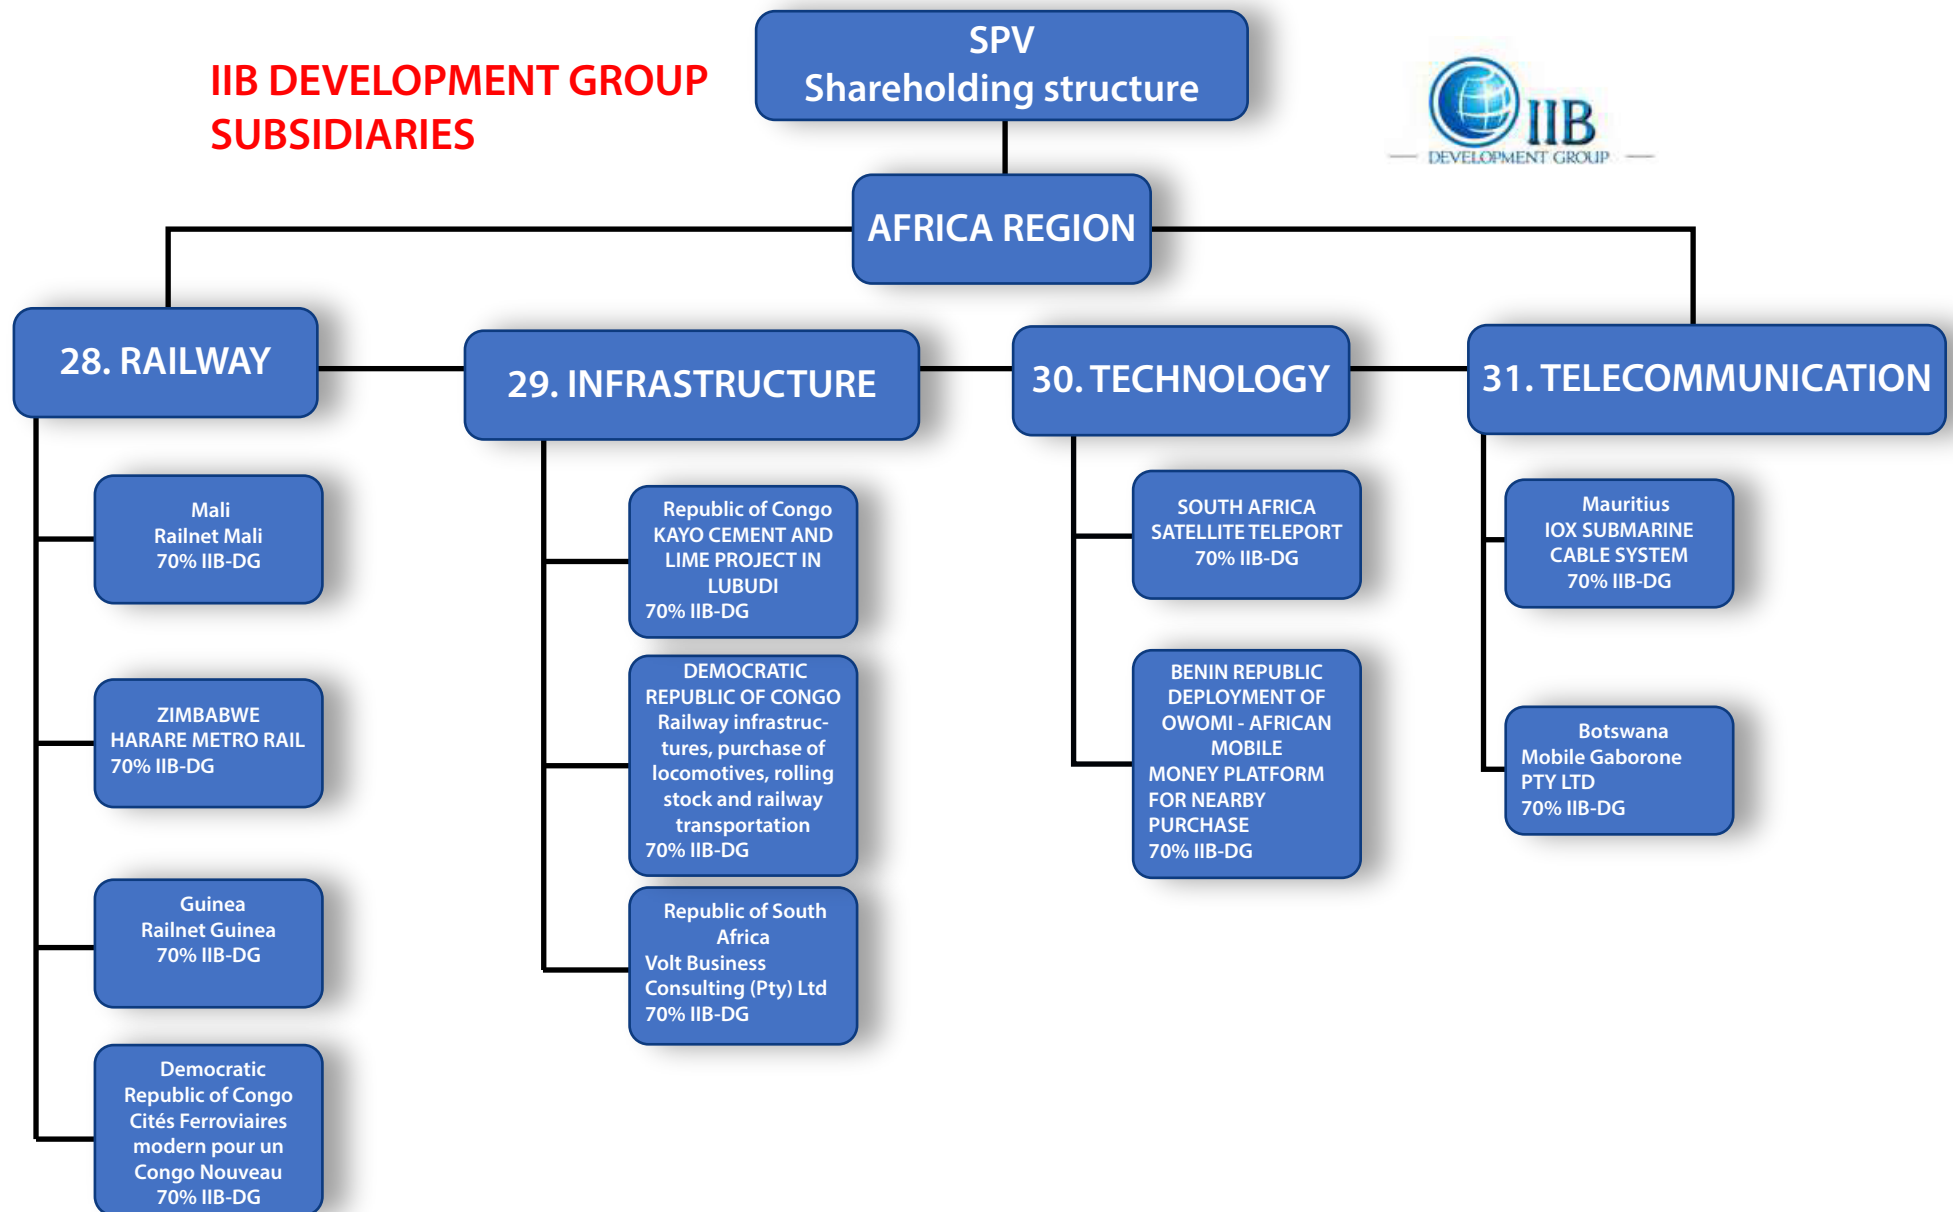 IIB DEVELOPMENT GROUP
SUBSIDIARIES
SPV
Shareholding structure
IIB
DEVELOPMENT GROUP
AFRICA REGION
28. RAILWAY
Mali
Railnet Mali
70% IIB-DG
ZIMBABWE
HARARE METRO RAIL
70% IIB-DG
Guinea
Railnet Guinea
70% IIB-DG
Democratic
Republic of Congo
Cités Ferroviaires
modern pour un
Congo Nouveau
70% IIB-DG
29. INFRASTRUCTURE
Republic of Congo
KAYO CEMENT AND
LIME PROJECT IN
LUBUDI
70% IIB-DG
DEMOCRATIC
REPUBLIC OF CONGO
Railway infrastruc-
tures, purchase of
locomotives, rolling
stock and railway
transportation
70% IIB-DG
Republic of South
Africa
Volt Business
Consulting (Pty) Ltd
70% IIB-DG
30. TECHNOLOGY
SOUTH AFRICA
SATELLITE TELEPORT
70% IIB-DG
BENIN REPUBLIC
DEPLOYMENT OF
OWOMI - AFRICAN
MOBILE
MONEY PLATFORM
FOR NEARBY
PURCHASE
70% IIB-DG
31. TELECOMMUNICATION
Mauritius
IOX SUBMARINE
CABLE SYSTEM
70% IIB-DG
Botswana
Mobile Gaborone
PTY LTD
70% IIB-DG